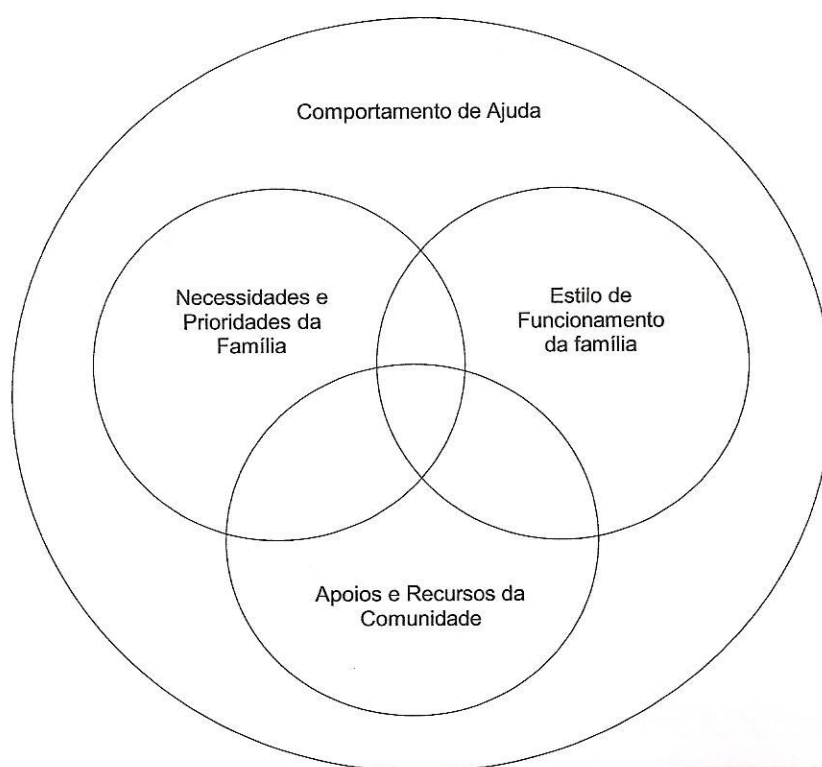 Comportamento de Ajuda
Necessidades e
Prioridades da
Família
Estilo de
Funcionamento
da família
Apoios e Recursos da
Comunidade